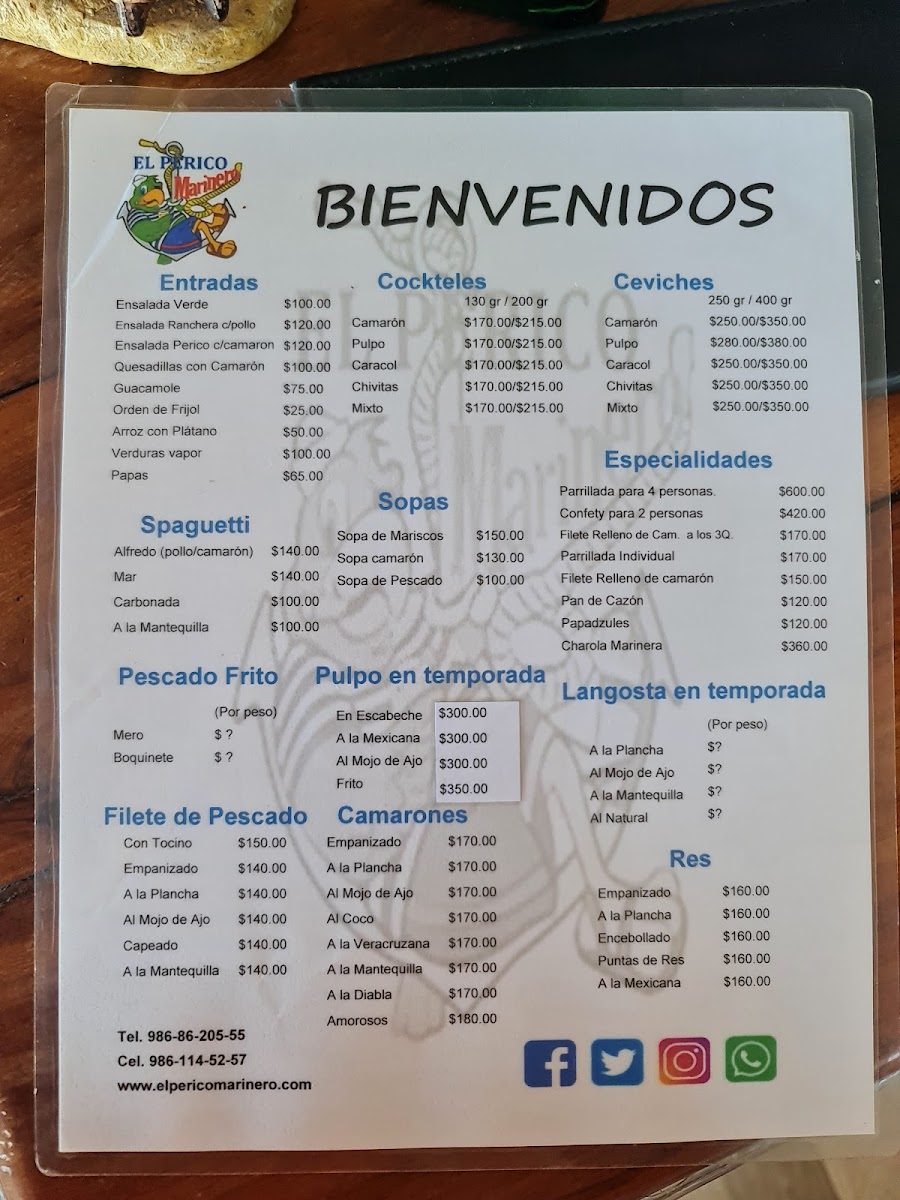 EL PERICO
Marinero
BIENVENIDOS
Entradas
Ensalada Verde $100.00
Ensalada Ranchera c/pollo $120.00
Ensalada Perico c/camaron $120.00
Quesadillas con Camarón $100.00
Guacamole $75.00
Orden de Frijol $25.00
Arroz con Plátano $50.00
Verduras vapor $100.00
Papas $65.00
Cockteles
130 gr / 200 gr
Camarón $170.00/$215.00
Pulpo $170.00/$215.00
Caracol $170.00/$215.00
Chivitas $170.00/$215.00
Mixto $170.00/$215.00
Ceviches
250 gr / 400 gr
Camarón $250.00/$350.00
Pulpo $280.00/$380.00
Caracol $250.00/$350.00
Chivitas $250.00/$350.00
Mixto $250.00/$350.00
Spaguetti
Alfredo (pollo/camarón) $140.00
Mar $140.00
Carbonada $100.00
A la Mantequilla $100.00
Sopas
Sopa de Mariscos $150.00
Sopa camarón $130.00
Sopa de Pescado $100.00
Especialidades
Parrillada para 4 personas. $600.00
Confety para 2 personas $420.00
Filete Relleno de Cam. a los 3Q. $170.00
Parrillada Individual $170.00
Filete Relleno de camarón $150.00
Pan de Cazón $120.00
Papadzules $120.00
Charola Marinera $360.00
Pescado Frito
(Por peso)
Mero $ ?
Boquinete $ ?
Pulpo en temporada
En Escabeche $300.00
A la Mexicana $300.00
Al Mojo de Ajo $300.00
Frito $350.00
Langosta en temporada
(Por peso)
A la Plancha $?
Al Mojo de Ajo $?
A la Mantequilla $?
Al Natural $?
Filete de Pescado
Con Tocino $150.00
Empanizado $140.00
A la Plancha $140.00
Al Mojo de Ajo $140.00
Capeado $140.00
A la Mantequilla $140.00
Camarones
Empanizado $170.00
A la Plancha $170.00
Al Mojo de Ajo $170.00
Al Coco $170.00
A la Veracruzana $170.00
A la Mantequilla $170.00
A la Diabla $170.00
Amorosos $180.00
Res
Empanizado $160.00
A la Plancha $160.00
Encebollado $160.00
Puntas de Res $160.00
A la Mexicana $160.00
Tel. 986-86-205-55
Cel. 986-114-52-57
www.elpericomarinero.com
EL PERICO
Marinero